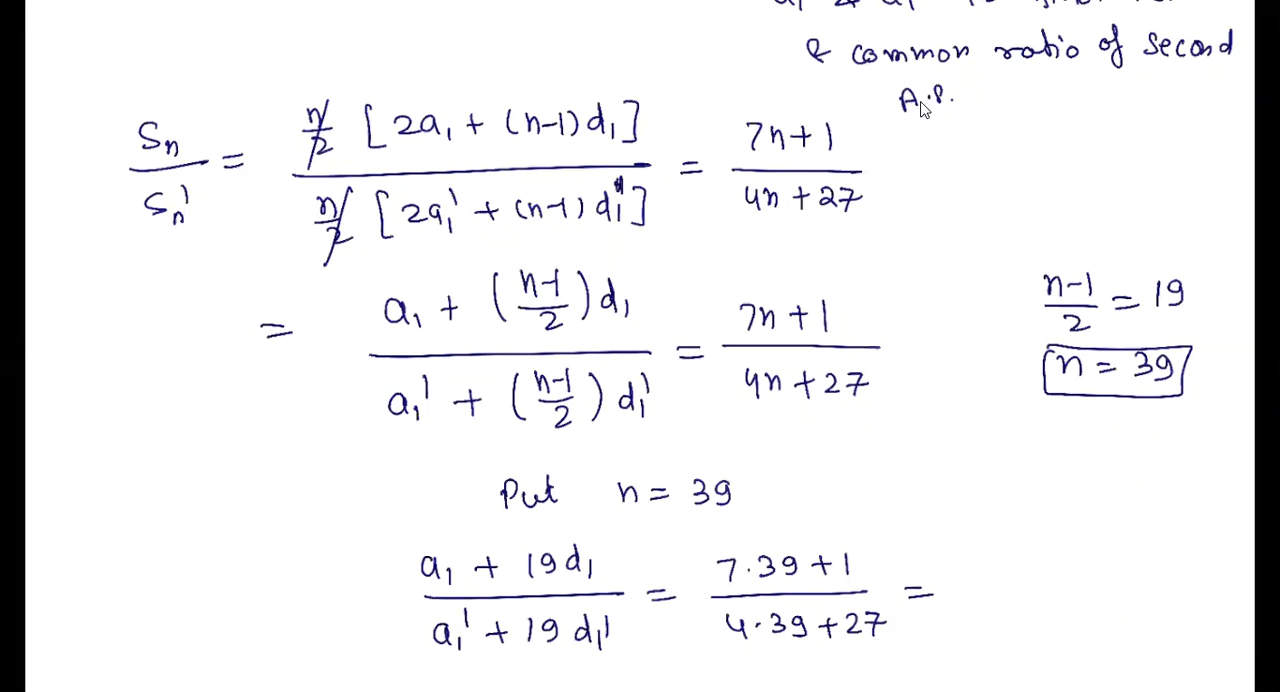 & common ratio of second
A.P.
Sn/Sn' = n/2 [2a₁ + (n-1)d₁] / n/2 [2a₁' + (n-1)d₁'] = 7n+1 / 4n+27
= a₁ + (n-1/2)d₁ / a₁' + (n-1/2)d₁' = 7n+1 / 4n+27
n-1/2 = 19
n = 39
Put n = 39
a₁ + 19d₁ / a₁' + 19d₁' = 7·39+1 / 4·39+27 =